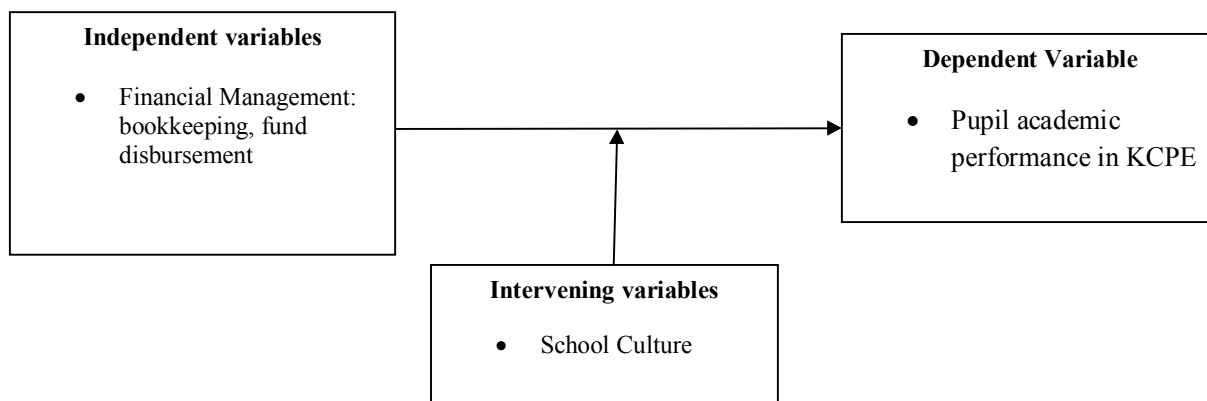 Independent variables
• Financial Management:
bookkeeping, fund
disbursement
Dependent Variable
• Pupil academic
performance in KCPE
Intervening variables
• School Culture